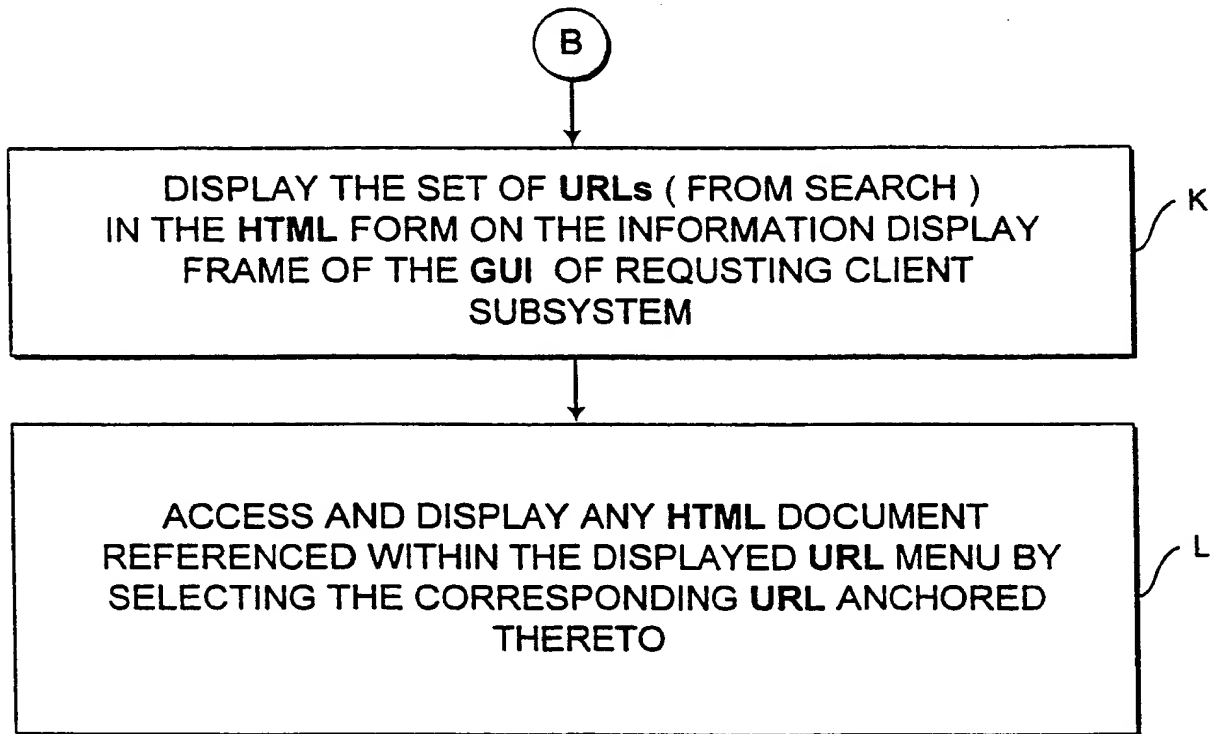 B
DISPLAY THE SET OF URLs ( FROM SEARCH )
IN THE HTML FORM ON THE INFORMATION DISPLAY
FRAME OF THE GUI OF REQUSTING CLIENT
SUBSYSTEM
K
ACCESS AND DISPLAY ANY HTML DOCUMENT
REFERENCED WITHIN THE DISPLAYED URL MENU BY
SELECTING THE CORRESPONDING URL ANCHORED
THERETO
L